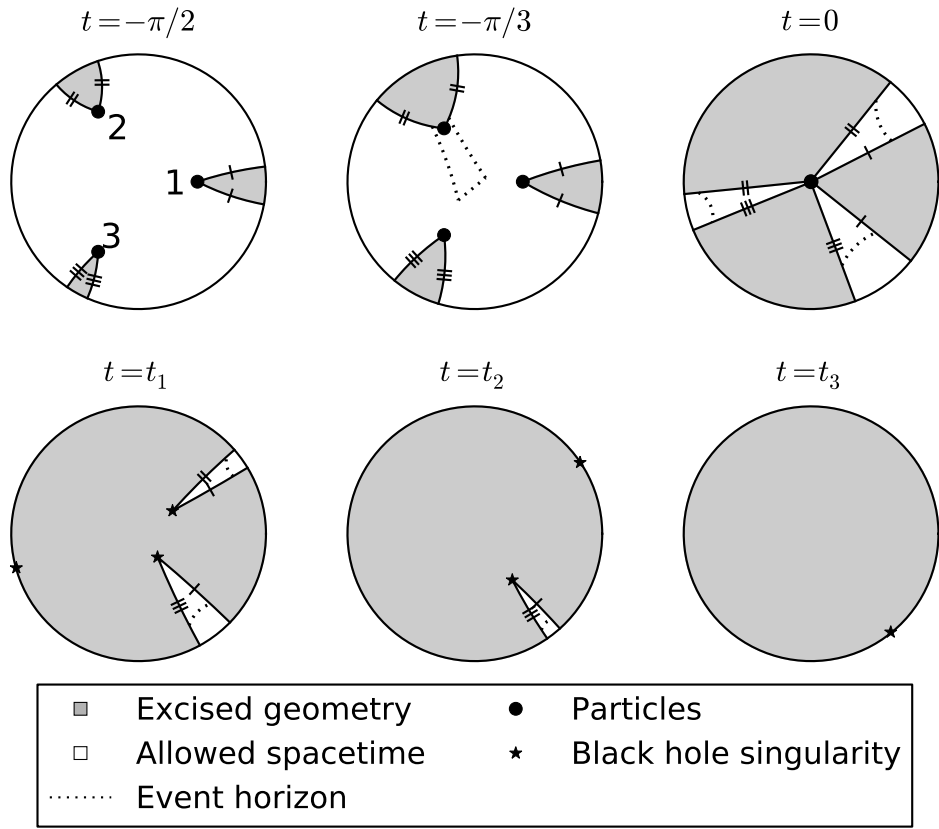 t=−π/2
t=−π/3
t=0
2
1
3
t=t₁
t=t₂
t=t₃
Excised geometry
Particles
Allowed spacetime
Black hole singularity
Event horizon